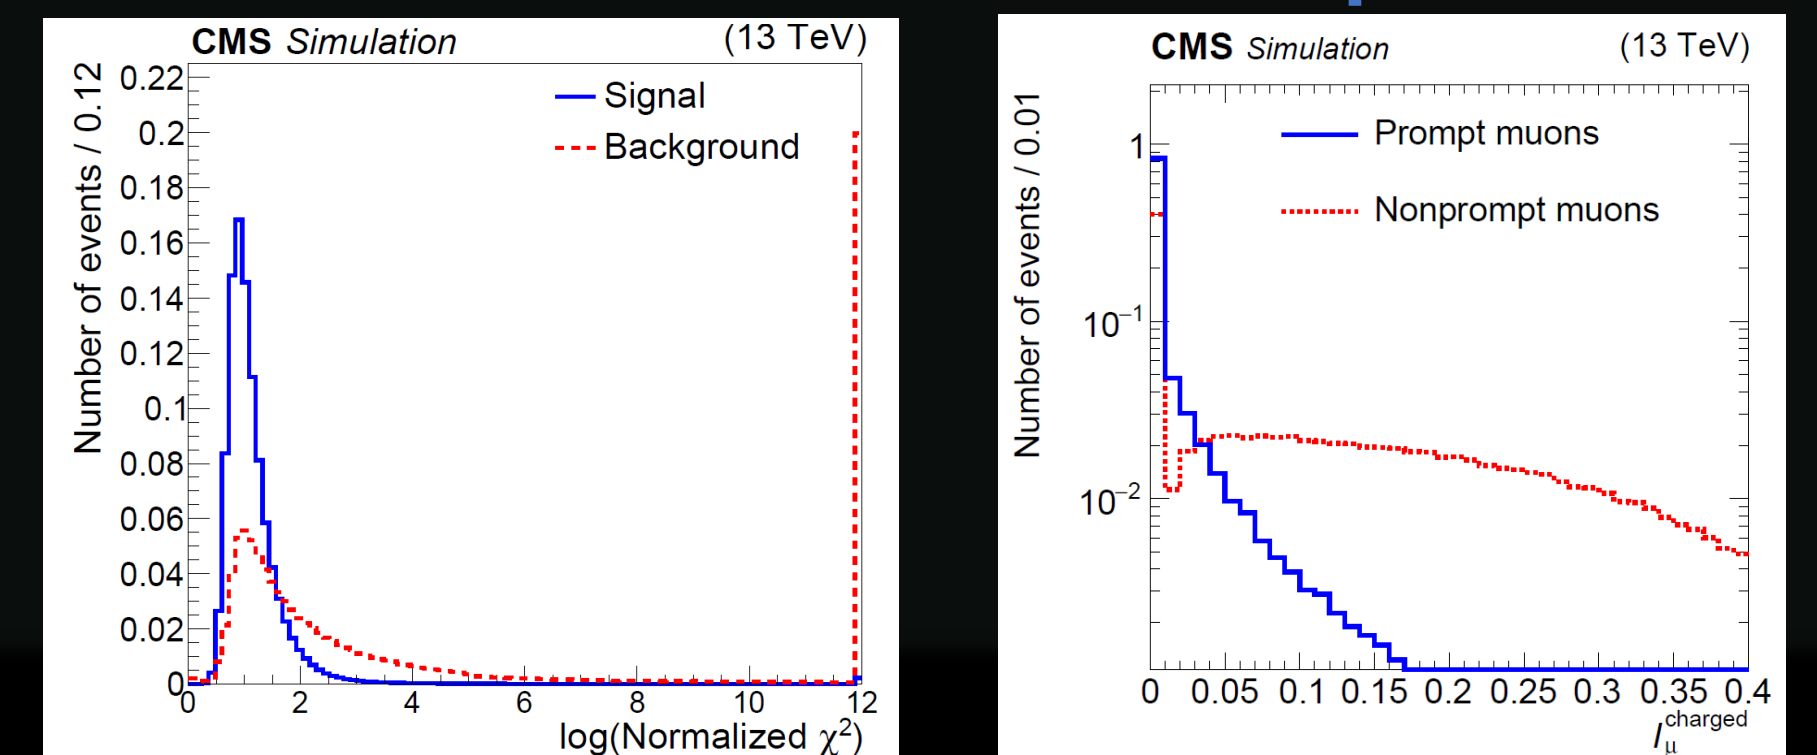 CMS Simulation (13 TeV)
Number of events / 0.12
0.22
0.2
0.18
0.16
0.14
0.12
0.1
0.08
0.06
0.04
0.02
0
Signal
Background
0 2 4 6 8 10 12
log(Normalized χ²)
CMS Simulation (13 TeV)
Number of events / 0.01
1
10⁻¹
10⁻²
Prompt muons
Nonprompt muons
0 0.05 0.1 0.15 0.2 0.25 0.3 0.35 0.4
I_μ^charged